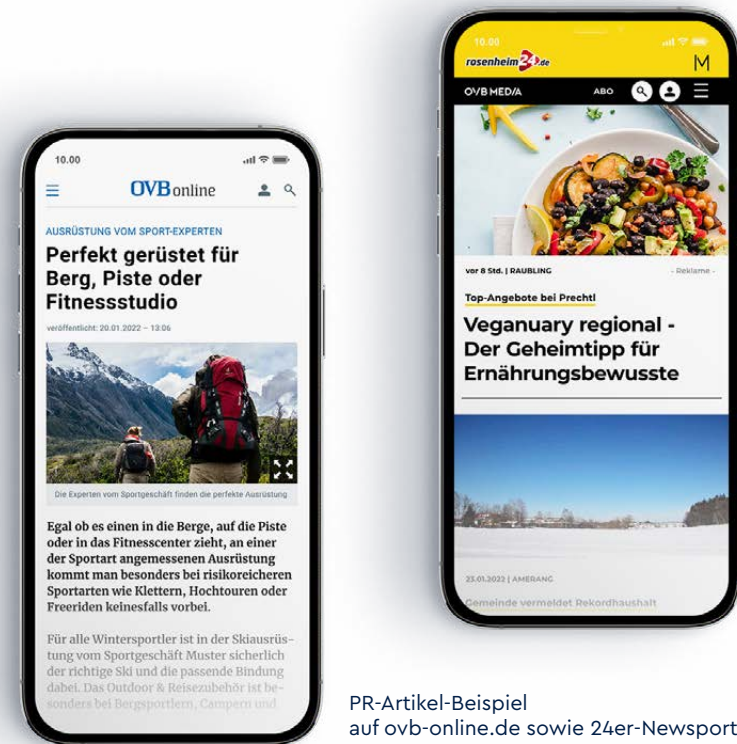 10.00
OVB online
AUSRÜSTUNG VOM SPORT-EXPERTEN
Perfekt gerüstet für
Berg, Piste oder
Fitnessstudio
veröffentlicht: 20.01.2022 – 13:06
Die Experten vom Sportgeschäft finden die perfekte Ausrüstung
Egal ob es einen in die Berge, auf die Piste
oder in das Fitnesscenter zieht, an einer
der Sportart angemessenen Ausrüstung
kommt man besonders bei risikoreicheren
Sportarten wie Klettern, Hochtouren oder
Freeriden keinesfalls vorbei.
Für alle Wintersportler ist in der Skiausrüs-
tung vom Sportgeschäft Muster sicherlich
der richtige Ski und die passende Bindung
dabei. Das Outdoor & Reisezubehör ist be-
sonders bei Bergsportlern, Campern und
10.00
rosenheim24.de
M
OVB MEDIA ABO
vor 8 Std. | RAUBLING - Reklame -
Top-Angebote bei Prechtl
Veganuary regional -
Der Geheimtipp für
Ernährungsbewusste
23.01.2022 | AMERANG
Gemeinde vermeldet Rekordhaushalt
PR-Artikel-Beispiel
auf ovb-online.de sowie 24er-Newsport